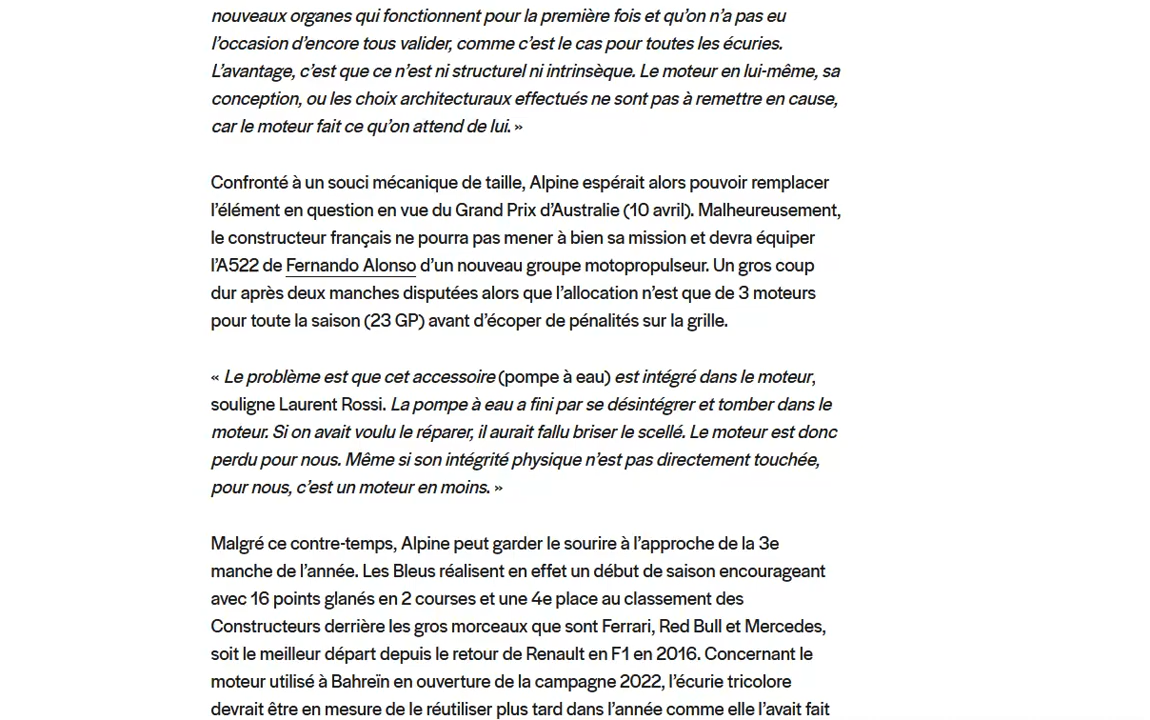 nouveaux organes qui fonctionnent pour la première fois et qu’on n’a pas eu
l’occasion d’encore tous valider, comme c’est le cas pour toutes les écuries.
L’avantage, c’est que ce n’est ni structurel ni intrinsèque. Le moteur en lui-même, sa
conception, ou les choix architecturaux effectués ne sont pas à remettre en cause,
car le moteur fait ce qu’on attend de lui. »
Confronté à un souci mécanique de taille, Alpine espérait alors pouvoir remplacer
l’élément en question en vue du Grand Prix d’Australie (10 avril). Malheureusement,
le constructeur français ne pourra pas mener à bien sa mission et devra équiper
l’A522 de Fernando Alonso d’un nouveau groupe motopropulseur. Un gros coup
dur après deux manches disputées alors que l’allocation n’est que de 3 moteurs
pour toute la saison (23 GP) avant d’écoper de pénalités sur la grille.
« Le problème est que cet accessoire (pompe à eau) est intégré dans le moteur,
souligne Laurent Rossi. La pompe à eau a fini par se désintégrer et tomber dans le
moteur. Si on avait voulu le réparer, il aurait fallu briser le scellé. Le moteur est donc
perdu pour nous. Même si son intégrité physique n’est pas directement touchée,
pour nous, c’est un moteur en moins. »
Malgré ce contre-temps, Alpine peut garder le sourire à l’approche de la 3e
manche de l’année. Les Bleus réalisent en effet un début de saison encourageant
avec 16 points glanés en 2 courses et une 4e place au classement des
Constructeurs derrière les gros morceaux que sont Ferrari, Red Bull et Mercedes,
soit le meilleur départ depuis le retour de Renault en F1 en 2016. Concernant le
moteur utilisé à Bahreïn en ouverture de la campagne 2022, l’écurie tricolore
devrait être en mesure de le réutiliser plus tard dans l’année comme elle l’avait fait